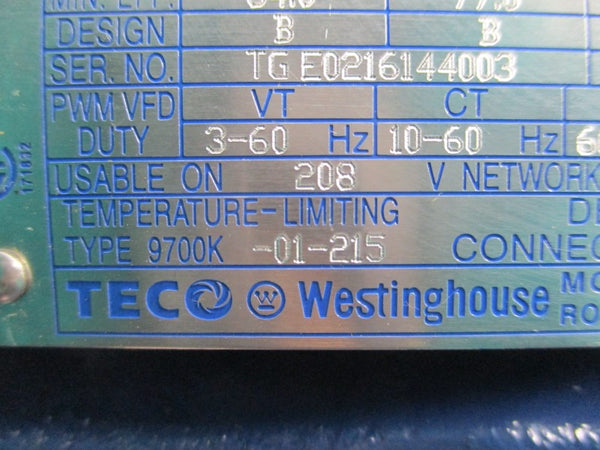 DESIGN B B
SER. NO. TG E0216144003
PWM VFD VT CT
DUTY 3-60 Hz 10-60 Hz
USABLE ON 208 V NETWORK
TEMPERATURE-LIMITING
TYPE 9700K -01-215
TECO W Westinghouse